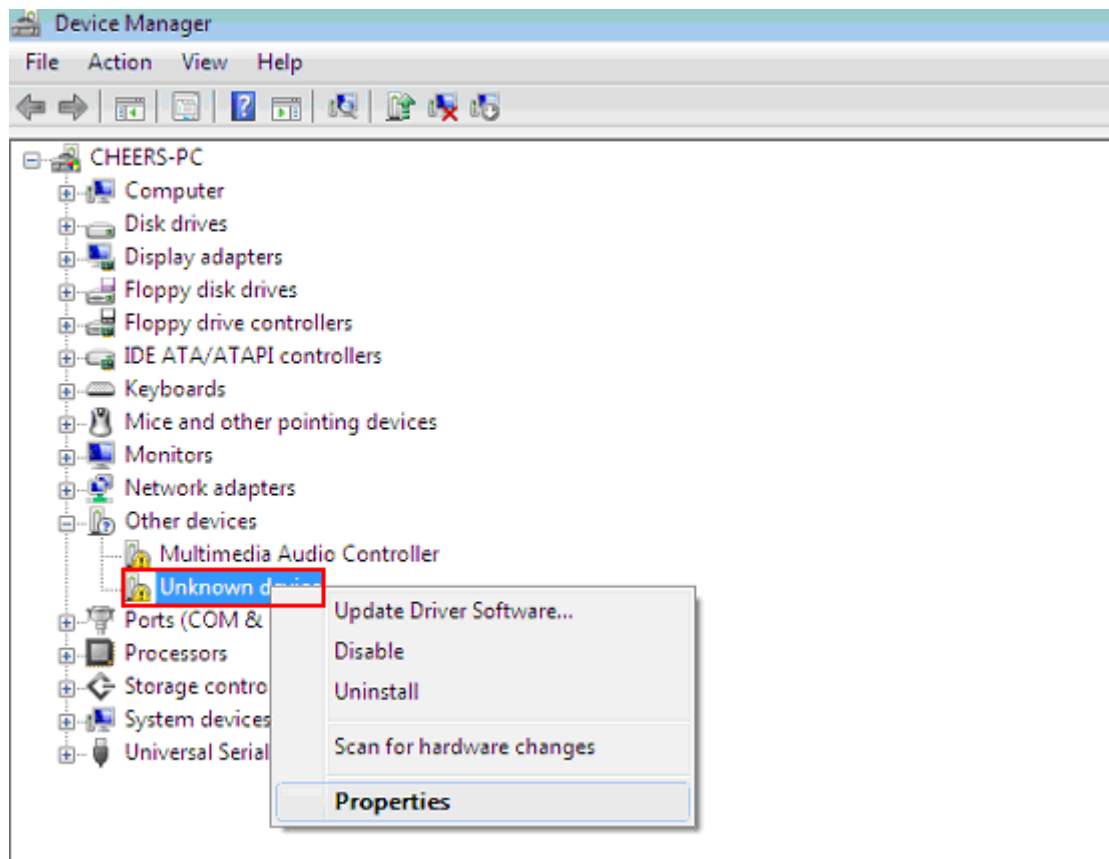 Device Manager
File Action View Help
CHEERS-PC
Computer
Disk drives
Display adapters
Floppy disk drives
Floppy drive controllers
IDE ATA/ATAPI controllers
Keyboards
Mice and other pointing devices
Monitors
Network adapters
Other devices
Multimedia Audio Controller
Unknown device
Ports (COM &
Processors
Storage contro
System devices
Universal Serial
Update Driver Software...
Disable
Uninstall
Scan for hardware changes
Properties